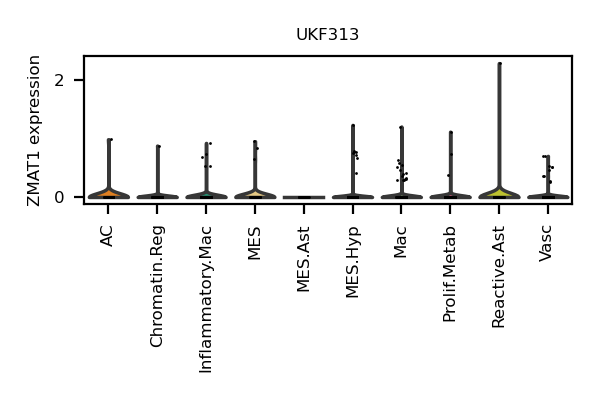 UKF313
ZMAT1 expression
2
0
AC
Chromatin.Reg
Inflammatory.Mac
MES
MES.Ast
MES.Hyp
Mac
Prolif.Metab
Reactive.Ast
Vasc